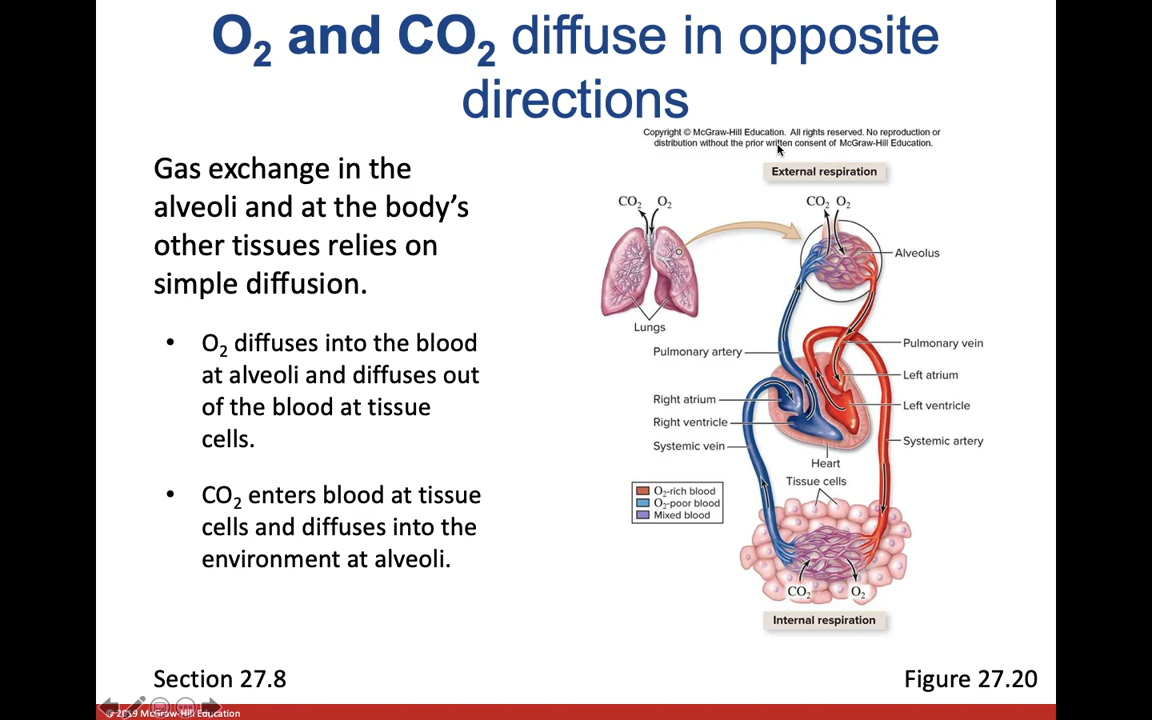 O₂ and CO₂ diffuse in opposite
directions
Copyright © McGraw-Hill Education. All rights reserved. No reproduction or
distribution without the prior written consent of McGraw-Hill Education.
Gas exchange in the
alveoli and at the body’s
other tissues relies on
simple diffusion.
• O₂ diffuses into the blood
at alveoli and diffuses out
of the blood at tissue
cells.
• CO₂ enters blood at tissue
cells and diffuses into the
environment at alveoli.
External respiration
CO₂ O₂
CO₂ O₂
Alveolus
Lungs
Pulmonary artery
Pulmonary vein
Left atrium
Right atrium
Left ventricle
Right ventricle
Systemic vein
Systemic artery
Heart
Tissue cells
O₂-rich blood
O₂-poor blood
Mixed blood
CO₂ O₂
Internal respiration
Section 27.8
Figure 27.20
© 2019 McGraw-Hill Education